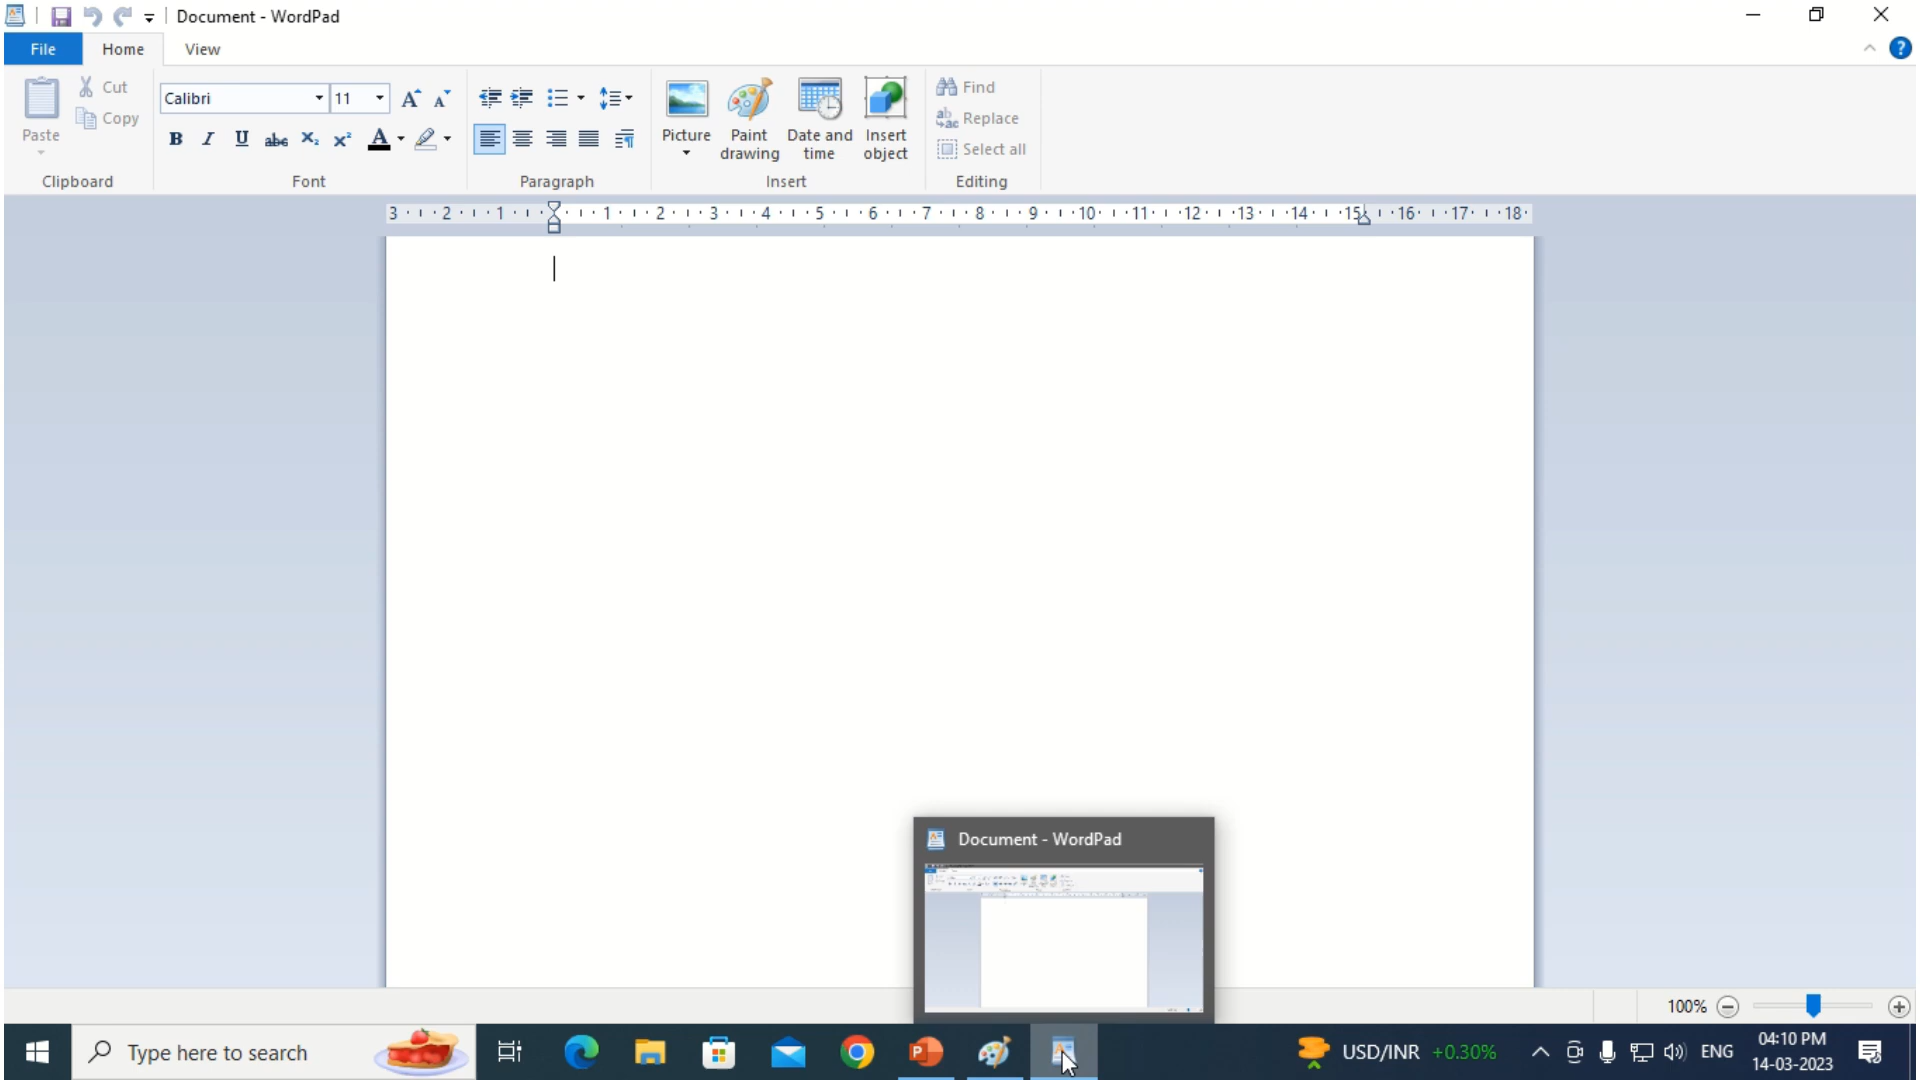 Document - WordPad
File Home View
Paste Cut Copy Clipboard
Calibri 11
B I U abc X₂ X² A
Font
Paragraph
Picture Paint drawing Date and time Insert object
Insert
Find
Replace
Select all
Editing
3 2 1 1 2 3 4 5 6 7 8 9 10 11 12 13 14 15 16 17 18
Document - WordPad
100%
Type here to search
USD/INR +0.30%
ENG
04:10 PM
14-03-2023